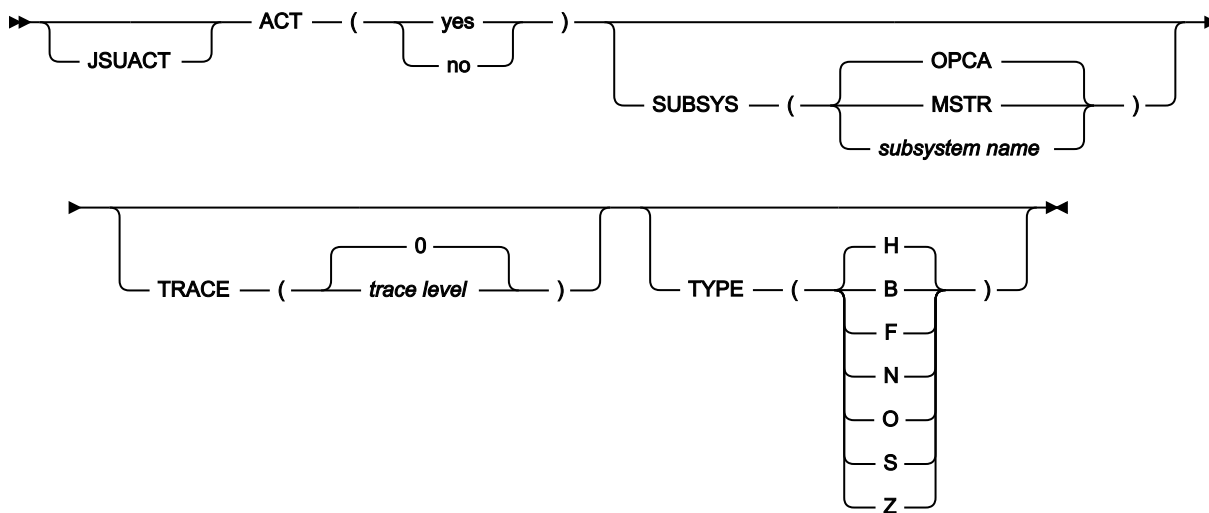 ACT ( yes ) OPCA
JSUACT no SUBSYS ( MSTR )
subsystem name
0 H
TRACE ( trace level ) TYPE ( B )
F
N
O
S
Z